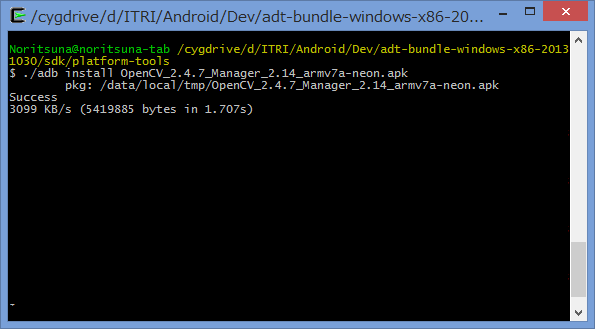 /cygdrive/d/ITRI/Android/Dev/adt-bundle-windows-x86-20...
Noritsuna@noritsuna-tab /cygdrive/d/ITRI/Android/Dev/adt-bundle-windows-x86-2013
1030/sdk/platform-tools
$ ./adb install OpenCV_2.4.7_Manager_2.14_armv7a-neon.apk
        pkg: /data/local/tmp/OpenCV_2.4.7_Manager_2.14_armv7a-neon.apk
Success
3099 KB/s (5419885 bytes in 1.707s)